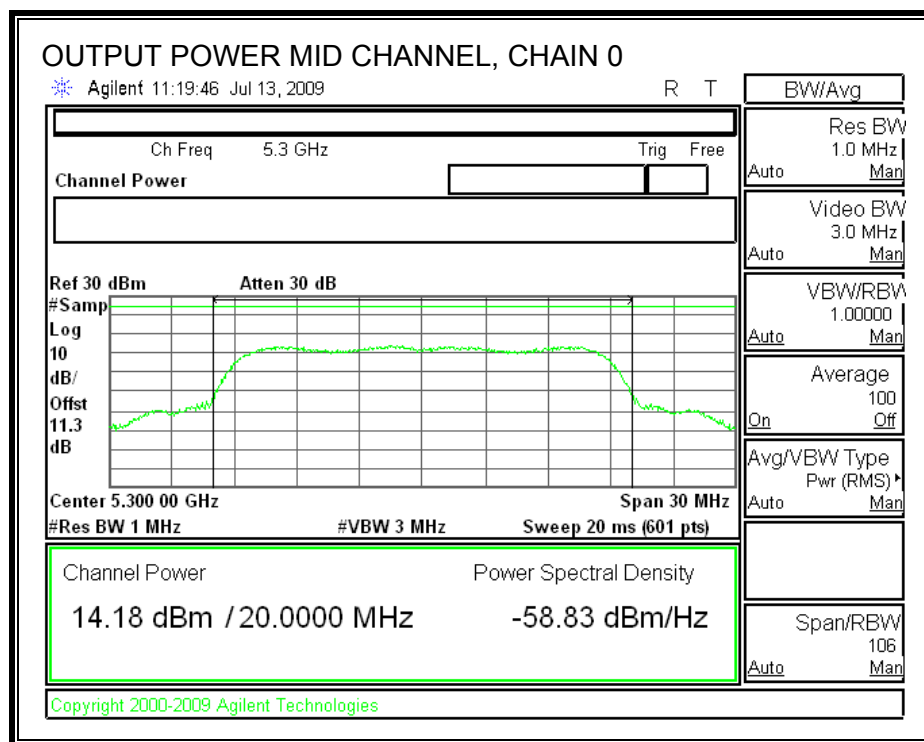 OUTPUT POWER MID CHANNEL, CHAIN 0
Agilent 11:19:46 Jul 13, 2009 R T
Ch Freq 5.3 GHz Trig Free
Channel Power
Ref 30 dBm Atten 30 dB
#Samp
Log
10
dB/
Offst
11.3
dB
Center 5.300 00 GHz Span 30 MHz
#Res BW 1 MHz #VBW 3 MHz Sweep 20 ms (601 pts)
Channel Power Power Spectral Density
14.18 dBm / 20.0000 MHz -58.83 dBm/Hz
Copyright 2000-2009 Agilent Technologies
BW/Avg
Res BW
1.0 MHz
Auto Man
Video BW
3.0 MHz
Auto Man
VBW/RBW
1.00000
Auto Man
Average
100
On Off
Avg/VBW Type
Pwr (RMS)
Auto Man
Span/RBW
106
Auto Man